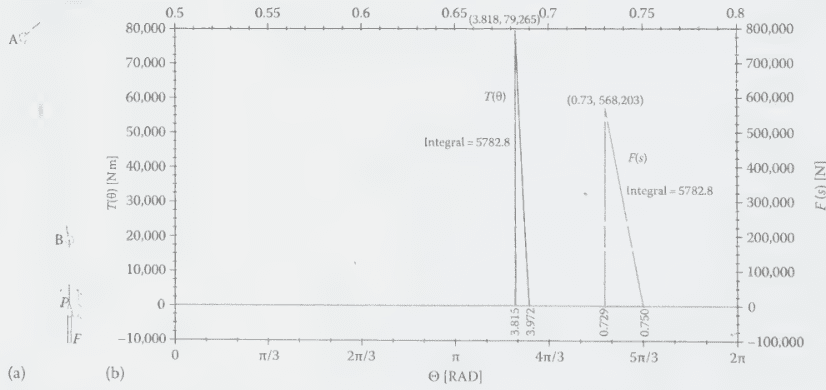 0.5 0.55 0.6 0.65 0.7 0.75 0.8
(3.818, 79,265)
A
80,000
70,000
60,000
50,000
40,000
30,000
20,000
10,000
0
−10,000
T(θ) [N m]
T(θ)
Integral = 5782.8
(0.73, 568,203)
F(s)
Integral = 5782.8
800,000
700,000
600,000
500,000
400,000
300,000
200,000
100,000
0
−100,000
F (s) [N]
B
P
F
3.815
3.972
0.729
0.750
0 π/3 2π/3 π 4π/3 5π/3 2π
Θ [RAD]
(a)
(b)